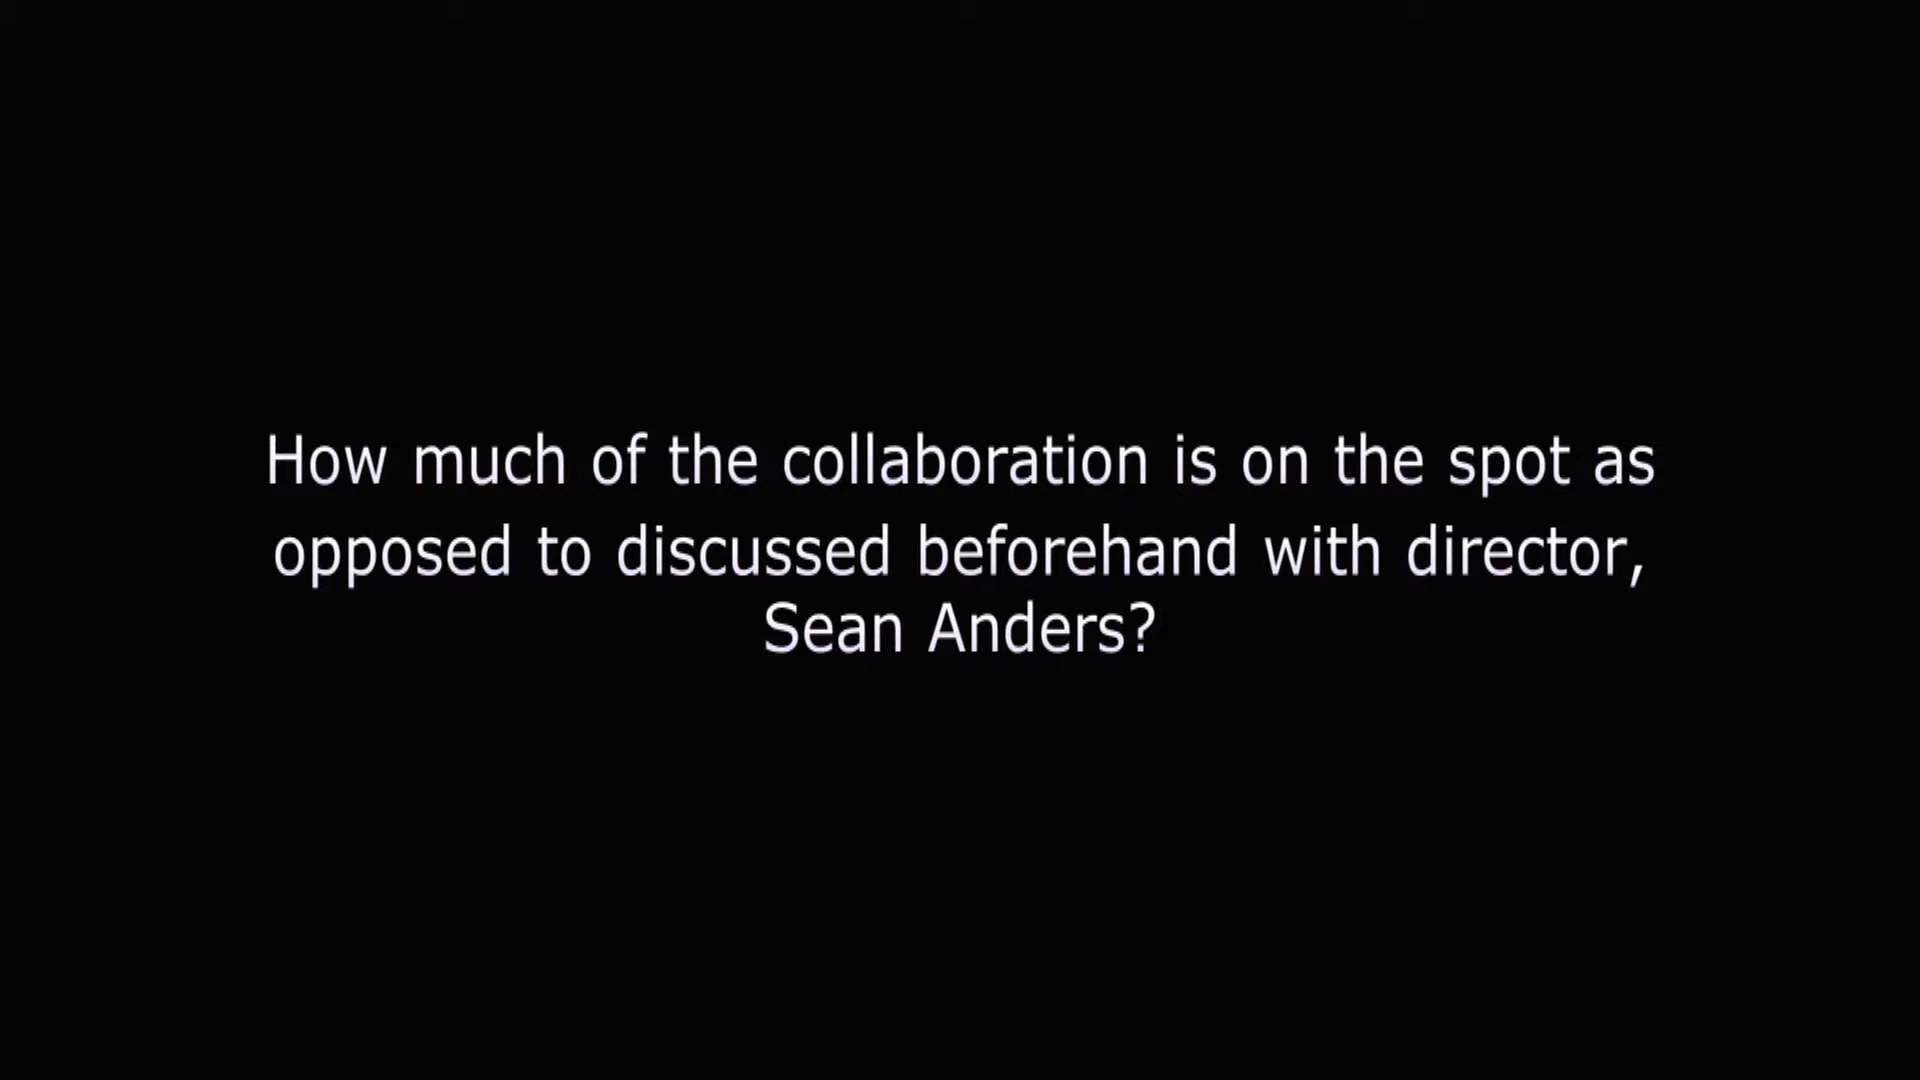 How much of the collaboration is on the spot as
opposed to discussed beforehand with director,
Sean Anders?